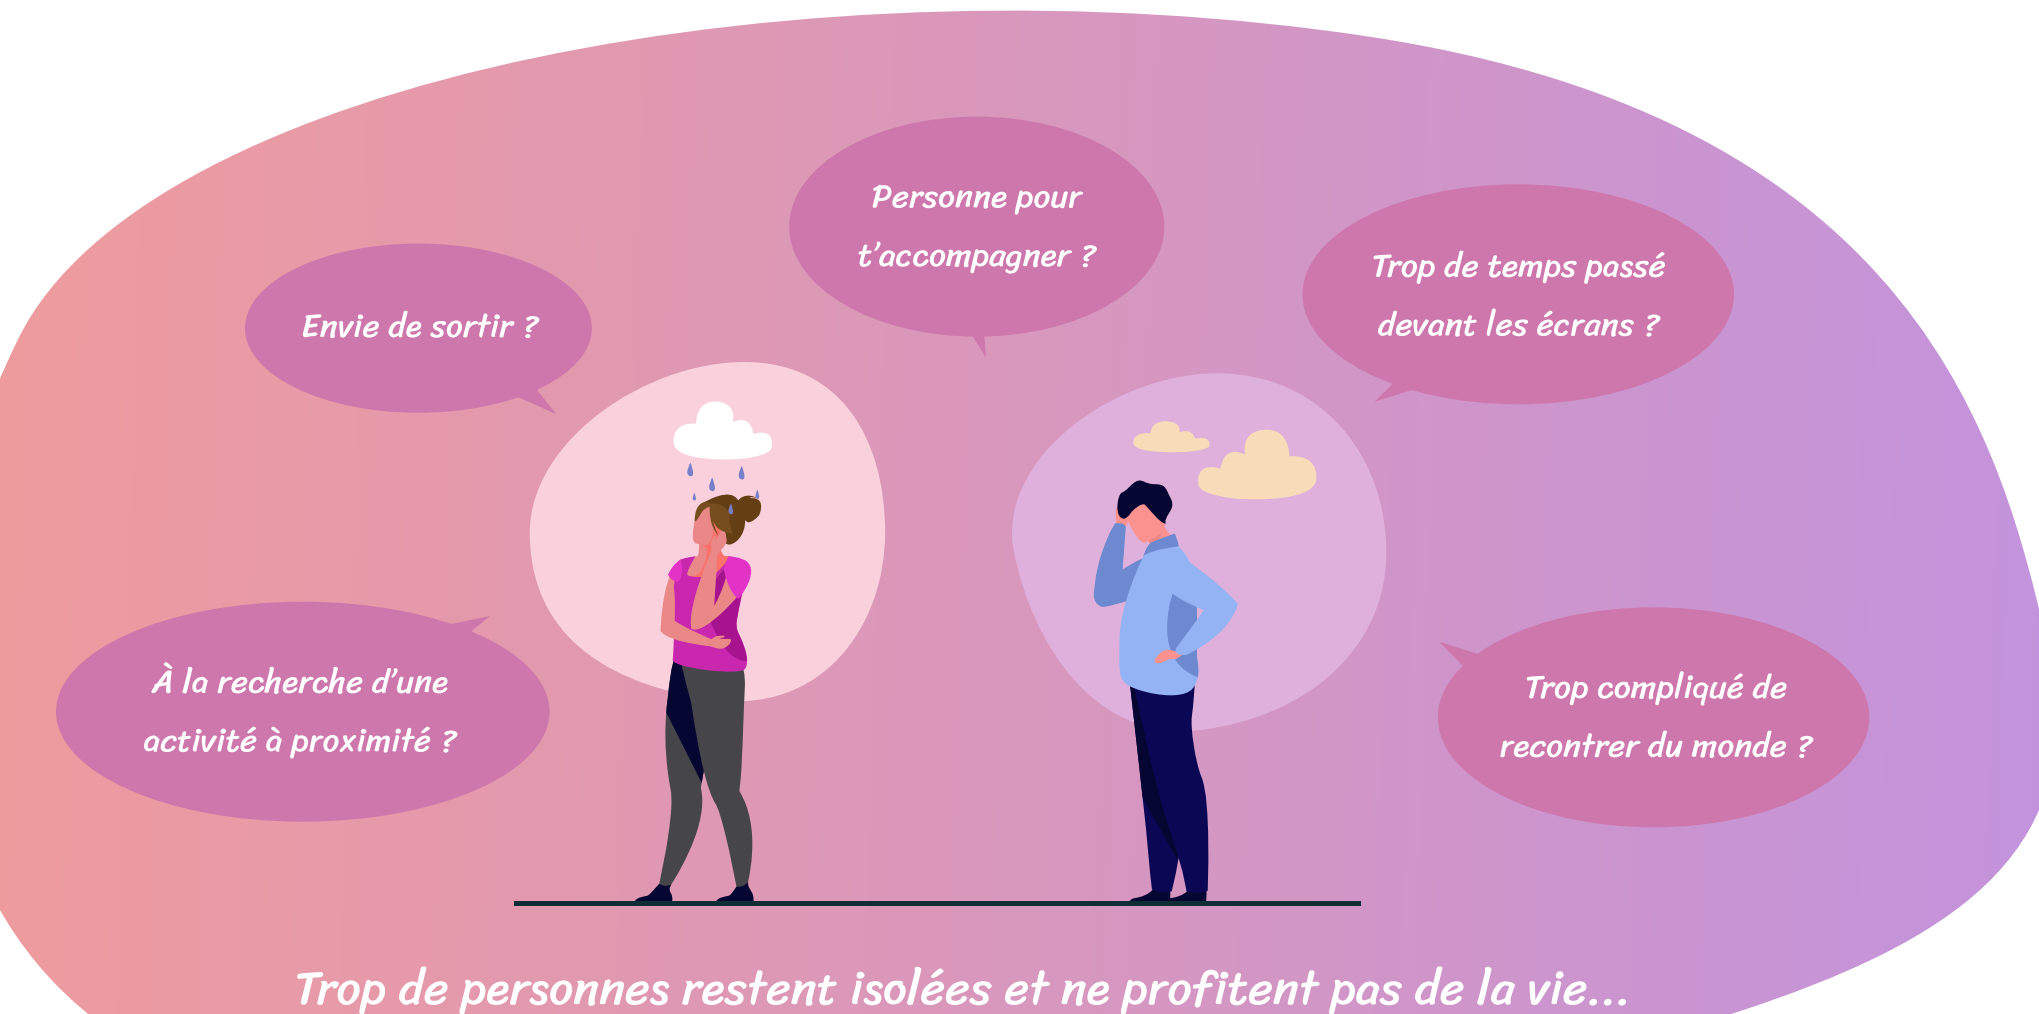 Personne pour
t'accompagner ?
Trop de temps passé
devant les écrans ?
Envie de sortir ?
À la recherche d'une
activité à proximité ?
Trop compliqué de
recontrer du monde ?
Trop de personnes restent isolées et ne profitent pas de la vie...